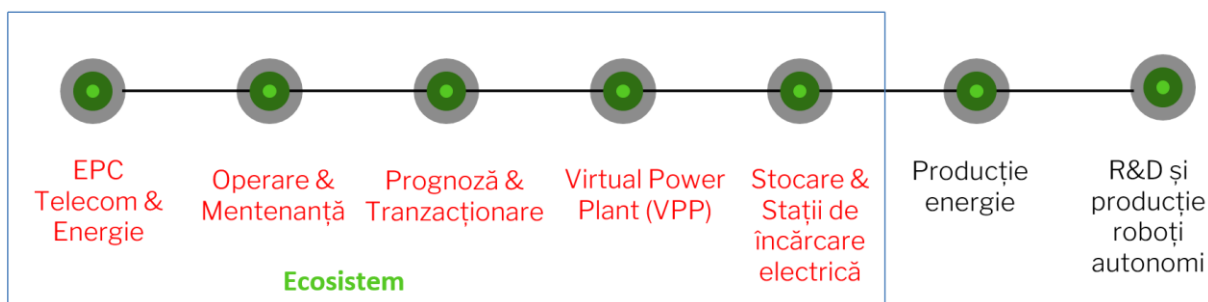 EPC
Telecom &
Energie
Operare &
Mentenanță
Prognoză &
Tranzacționare
Virtual Power
Plant (VPP)
Stocare &
Stații de
încărcare
electrică
Producție
energie
R&D și
producție
roboți
autonomi
Ecosistem